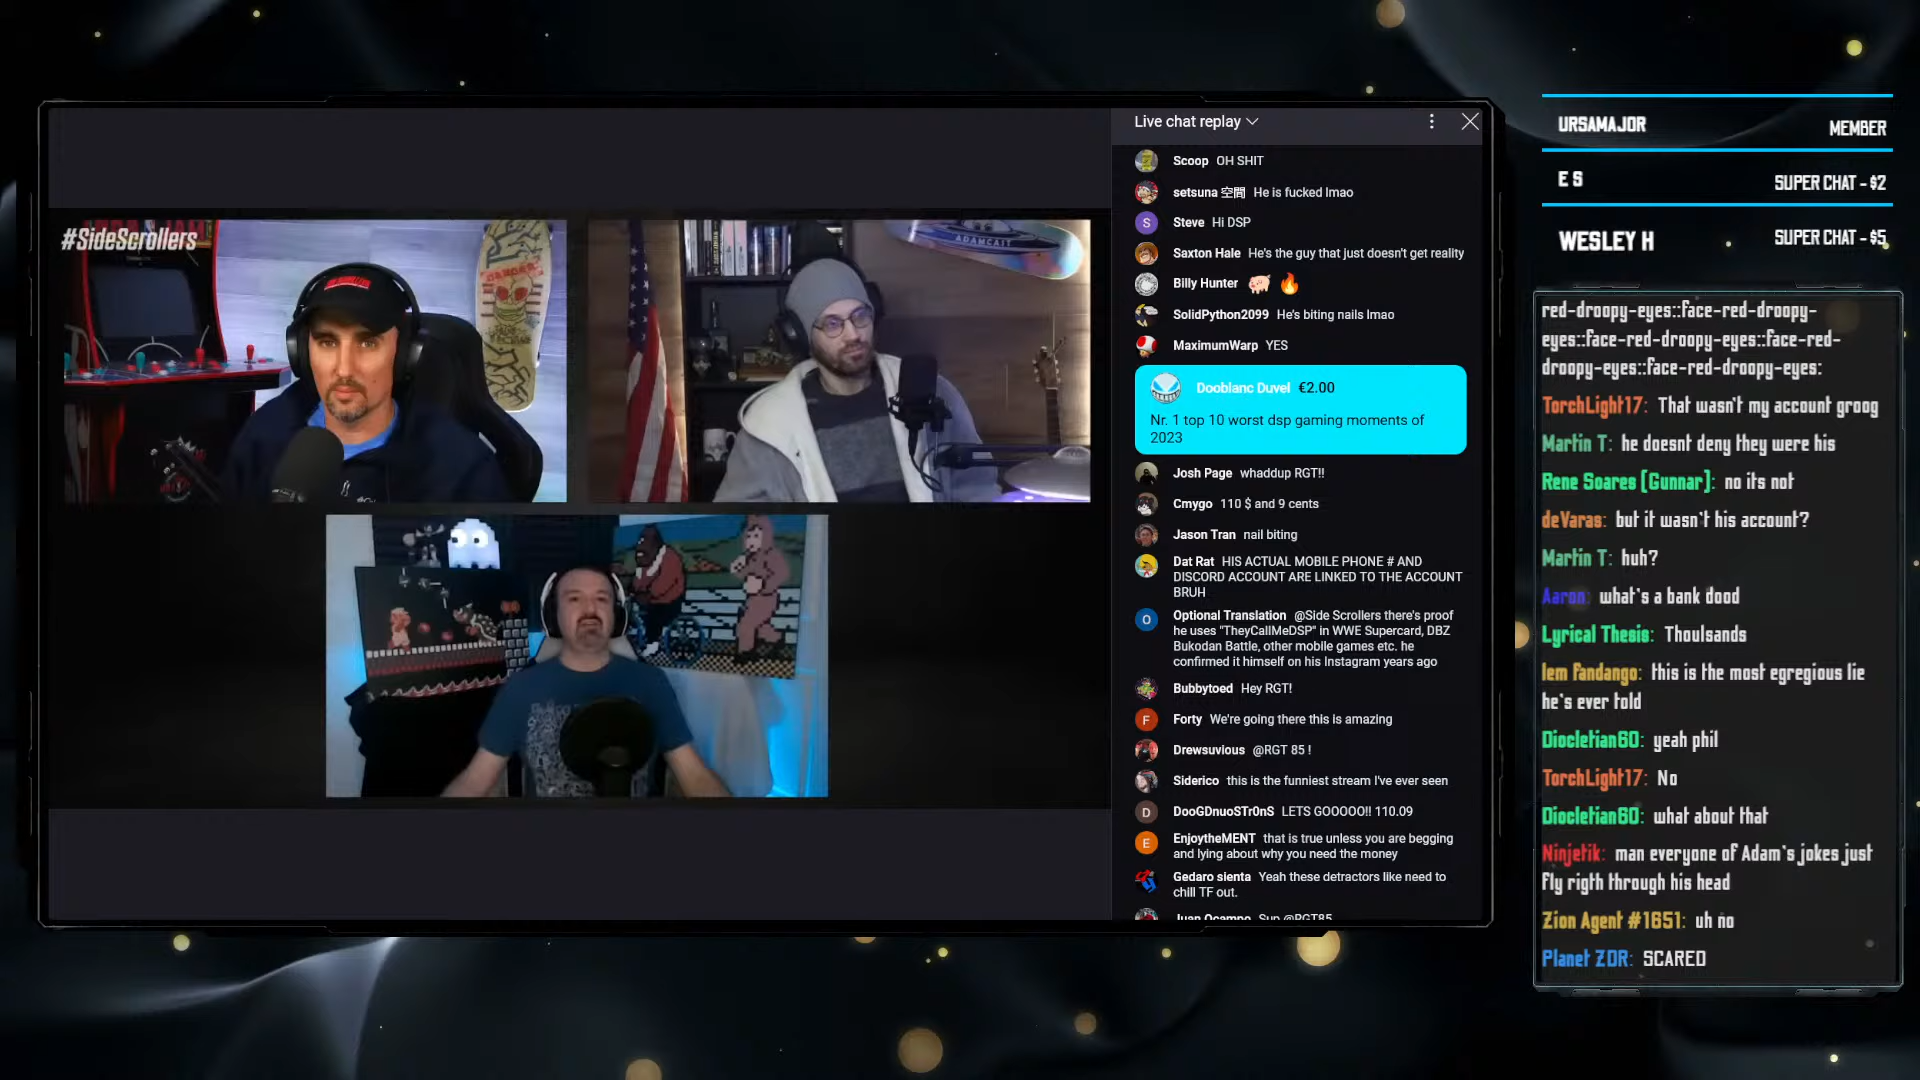 #SideScrollers
ADAMCAIT
Live chat replay
Scoop OH SHIT
setsuna 空間 He is fucked lmao
S Steve Hi DSP
Saxton Hale He's the guy that just doesn't get reality
Billy Hunter 🐷 🔥
SolidPython2099 He's biting nails lmao
MaximumWarp YES
Dooblanc Duvel €2.00
Nr. 1 top 10 worst dsp gaming moments of
2023
Josh Page whaddup RGT!!
Cmygo 110 $ and 9 cents
Jason Tran nail biting
Dat Rat HIS ACTUAL MOBILE PHONE # AND
DISCORD ACCOUNT ARE LINKED TO THE ACCOUNT
BRUH
O Optional Translation @Side Scrollers there's proof
he uses "TheyCallMeDSP" in WWE Supercard, DBZ
Bukodan Battle, other mobile games etc. he
confirmed it himself on his Instagram years ago
Bubbytoed Hey RGT!
F Forty We're going there this is amazing
Drewsuvious @RGT 85 !
Siderico this is the funniest stream I've ever seen
D DooGDnuoSTr0nS LETS GOOOOO!! 110.09
E EnjoytheMENT that is true unless you are begging
and lying about why you need the money
Gedaro sienta Yeah these detractors like need to
chill TF out.
Juan Ocampo Sup @RGT85
URSAMAJOR MEMBER
E S SUPER CHAT - $2
WESLEY H SUPER CHAT - $5
red-droopy-eyes::face-red-droopy-
eyes::face-red-droopy-eyes::face-red-
droopy-eyes::face-red-droopy-eyes:
TorchLight17: That wasn't my account groog
Martin T: he doesnt deny they were his
Rene Soares (Gunnar): no its not
deVaras: but it wasn't his account?
Martin T: huh?
Aaron: what's a bank dood
Lyrical Thesis: Thoulsands
lem fandango: this is the most egregious lie
he's ever told
Diocletian60: yeah phil
TorchLight17: No
Diocletian60: what about that
Ninjetik: man everyone of Adam's jokes just
fly rigth through his head
Zion Agent #1651: uh no
Planet ZDR: SCARED